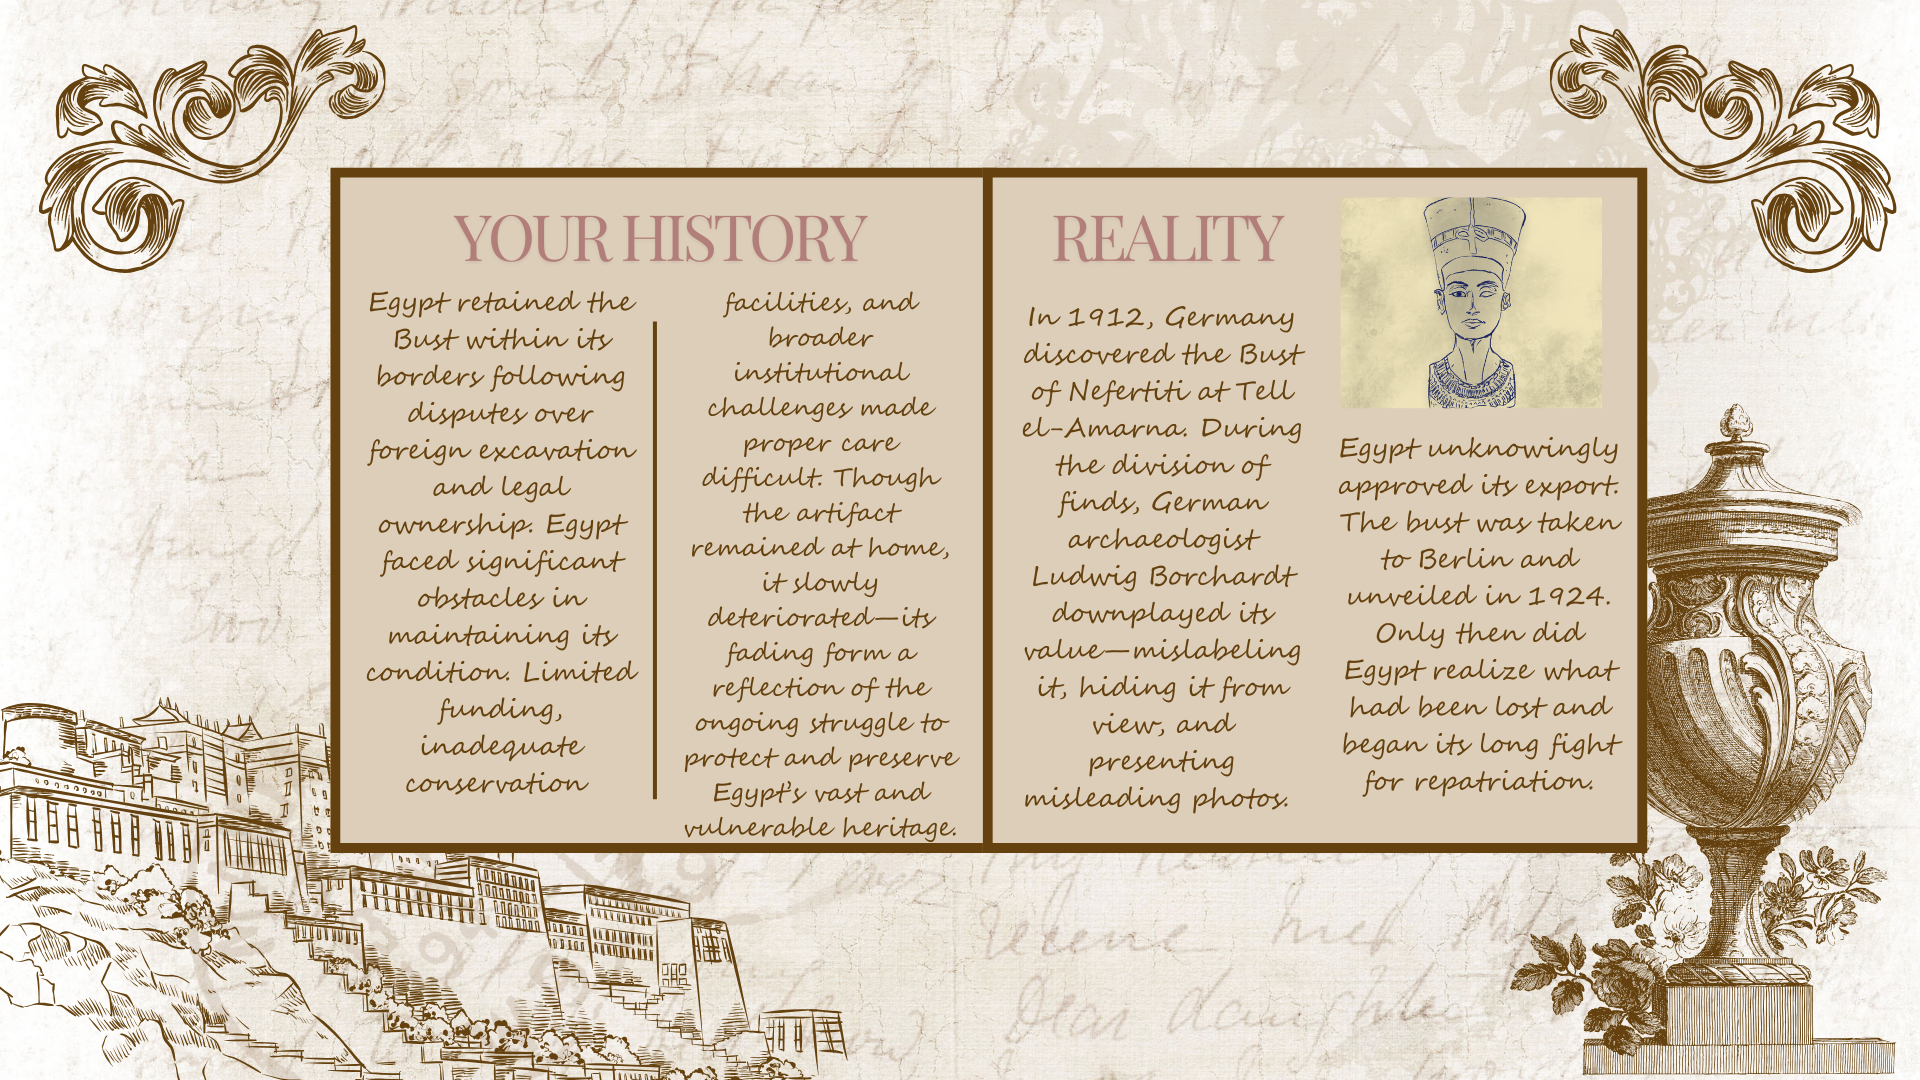 YOUR HISTORY
Egypt retained the
Bust within its
borders following
disputes over
foreign excavation
and legal
ownership. Egypt
faced significant
obstacles in
maintaining its
condition. Limited
funding,
inadequate
conservation
facilities, and
broader
institutional
challenges made
proper care
difficult. Though
the artifact
remained at home,
it slowly
deteriorated—its
fading form a
reflection of the
ongoing struggle to
protect and preserve
Egypt's vast and
vulnerable heritage.
REALITY
In 1912, Germany
discovered the Bust
of Nefertiti at Tell
el-Amarna. During
the division of
finds, German
archaeologist
Ludwig Borchardt
downplayed its
value—mislabeling
it, hiding it from
view, and
presenting
misleading photos.
Egypt unknowingly
approved its export.
The bust was taken
to Berlin and
unveiled in 1924.
Only then did
Egypt realize what
had been lost and
began its long fight
for repatriation.
Dear daughter